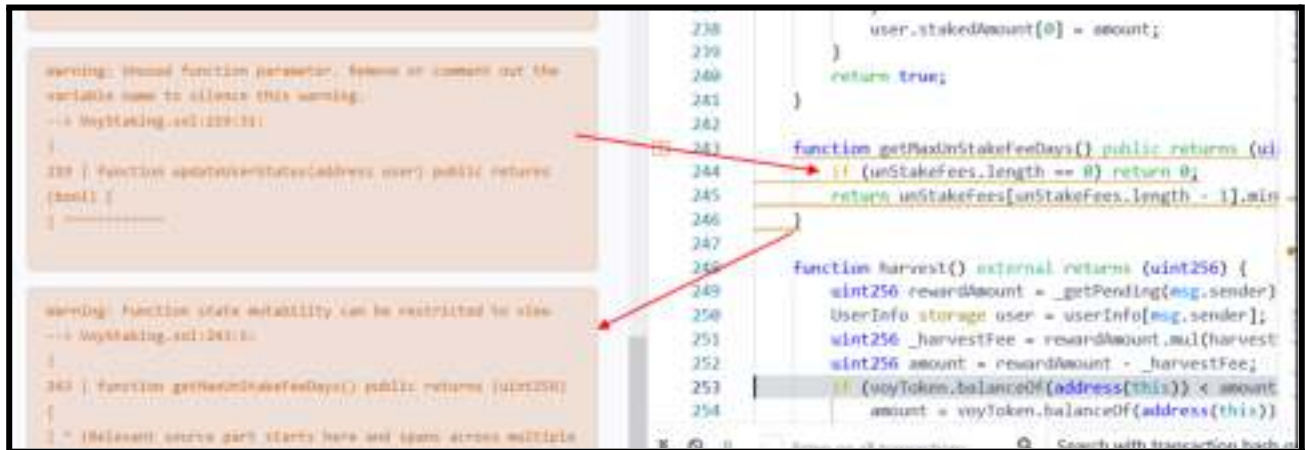 Warning: Unused function parameter. Remove or comment out the
variable name to silence this warning.
--> VoyStaking.sol:219:31:
|
219 | function updateUserStatus(address user) public returns
(bool) {
| ^^^^^^^^^^^^
Warning: Function state mutability can be restricted to view
--> VoyStaking.sol:243:5:
|
243 | function getMaxUnStakeFeeDays() public returns (uint256)
{
| ^ (Relevant source part starts here and spans across multiple
238 user.stakedAmount[0] = amount;
239 }
240 return true;
241 }
242
243 function getMaxUnStakeFeeDays() public returns (ui
244 if (unStakeFees.length == 0) return 0;
245 return unStakeFees[unStakeFees.length - 1].min
246 }
247
248 function harvest() external returns (uint256) {
249 uint256 rewardAmount = _getPending(msg.sender)
250 UserInfo storage user = userInfo[msg.sender];
251 uint256 _harvestFee = rewardAmount.mul(harvest
252 uint256 amount = rewardAmount - _harvestFee;
253 if (voyToken.balanceOf(address(this)) < amount
254 amount = voyToken.balanceOf(address(this))
Search with transaction hash